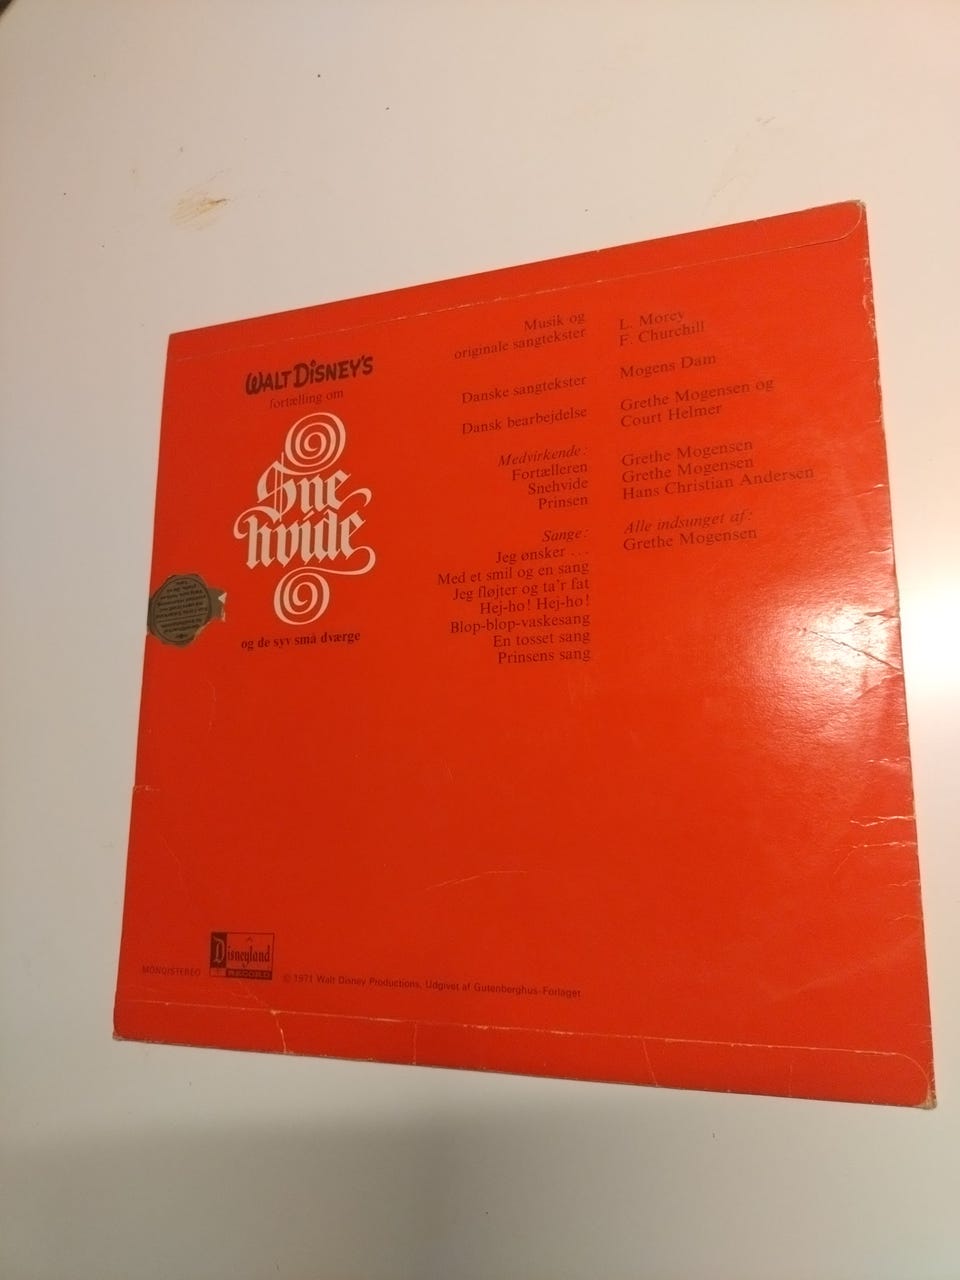 WALT DISNEY'S
fortælling om
Sne
hvide
og de syv små dværge
Musik og
originale sangtekster
L. Morey
F. Churchill
Danske sangtekster
Mogens Dam
Dansk bearbejdelse
Grethe Mogensen og
Court Helmer
Medvirkende:
Fortælleren Grethe Mogensen
Snehvide Grethe Mogensen
Prinsen Hans Christian Andersen
Sange:
Alle indsunget af:
Grethe Mogensen
Jeg ønsker ...
Med et smil og en sang
Jeg fløjter og ta'r fat
Hej-ho! Hej-ho!
Blop-blop-vaskesang
En tosset sang
Prinsens sang
MONO|STEREO
Disneyland
RECORD
© 1971 Walt Disney Productions, Udgivet af Gutenberghus-Forlaget